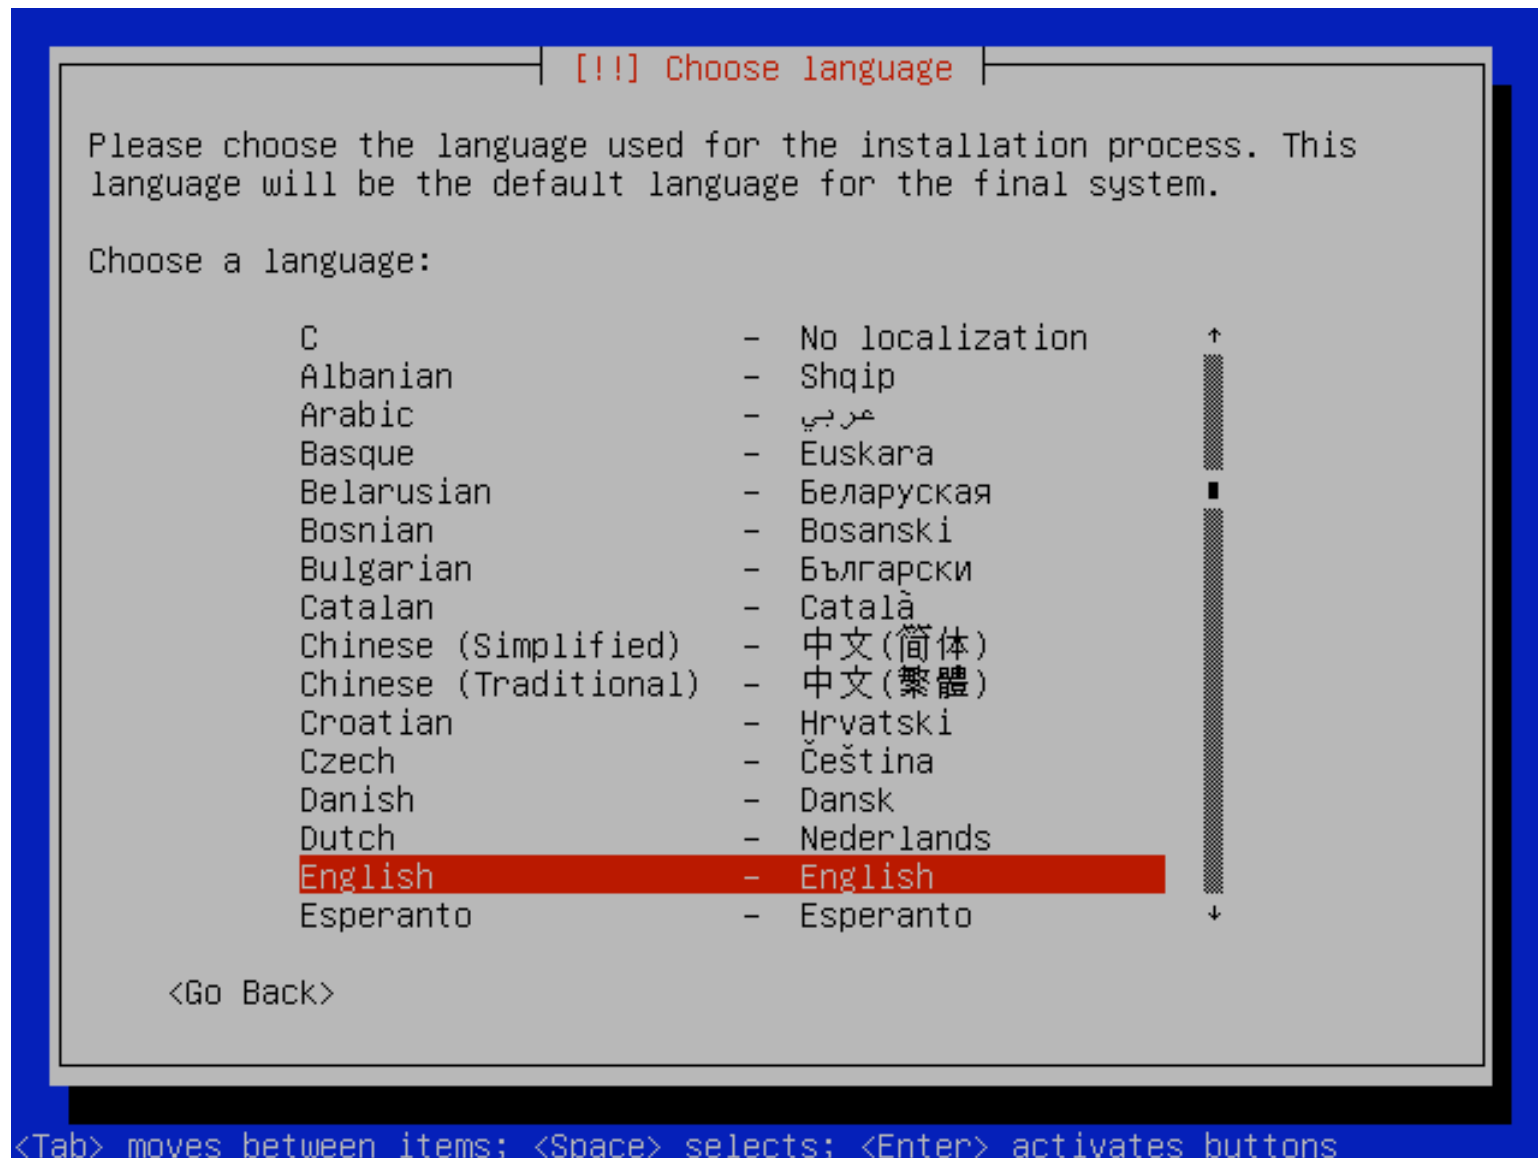 [!!] Choose language
Please choose the language used for the installation process. This
language will be the default language for the final system.
Choose a language:
C - No localization
Albanian - Shqip
Arabic - عربي
Basque - Euskara
Belarusian - Беларуская
Bosnian - Bosanski
Bulgarian - Български
Catalan - Català
Chinese (Simplified) - 中文(简体)
Chinese (Traditional) - 中文(繁體)
Croatian - Hrvatski
Czech - Čeština
Danish - Dansk
Dutch - Nederlands
English - English
Esperanto - Esperanto
<Go Back>
<Tab> moves between items; <Space> selects; <Enter> activates buttons